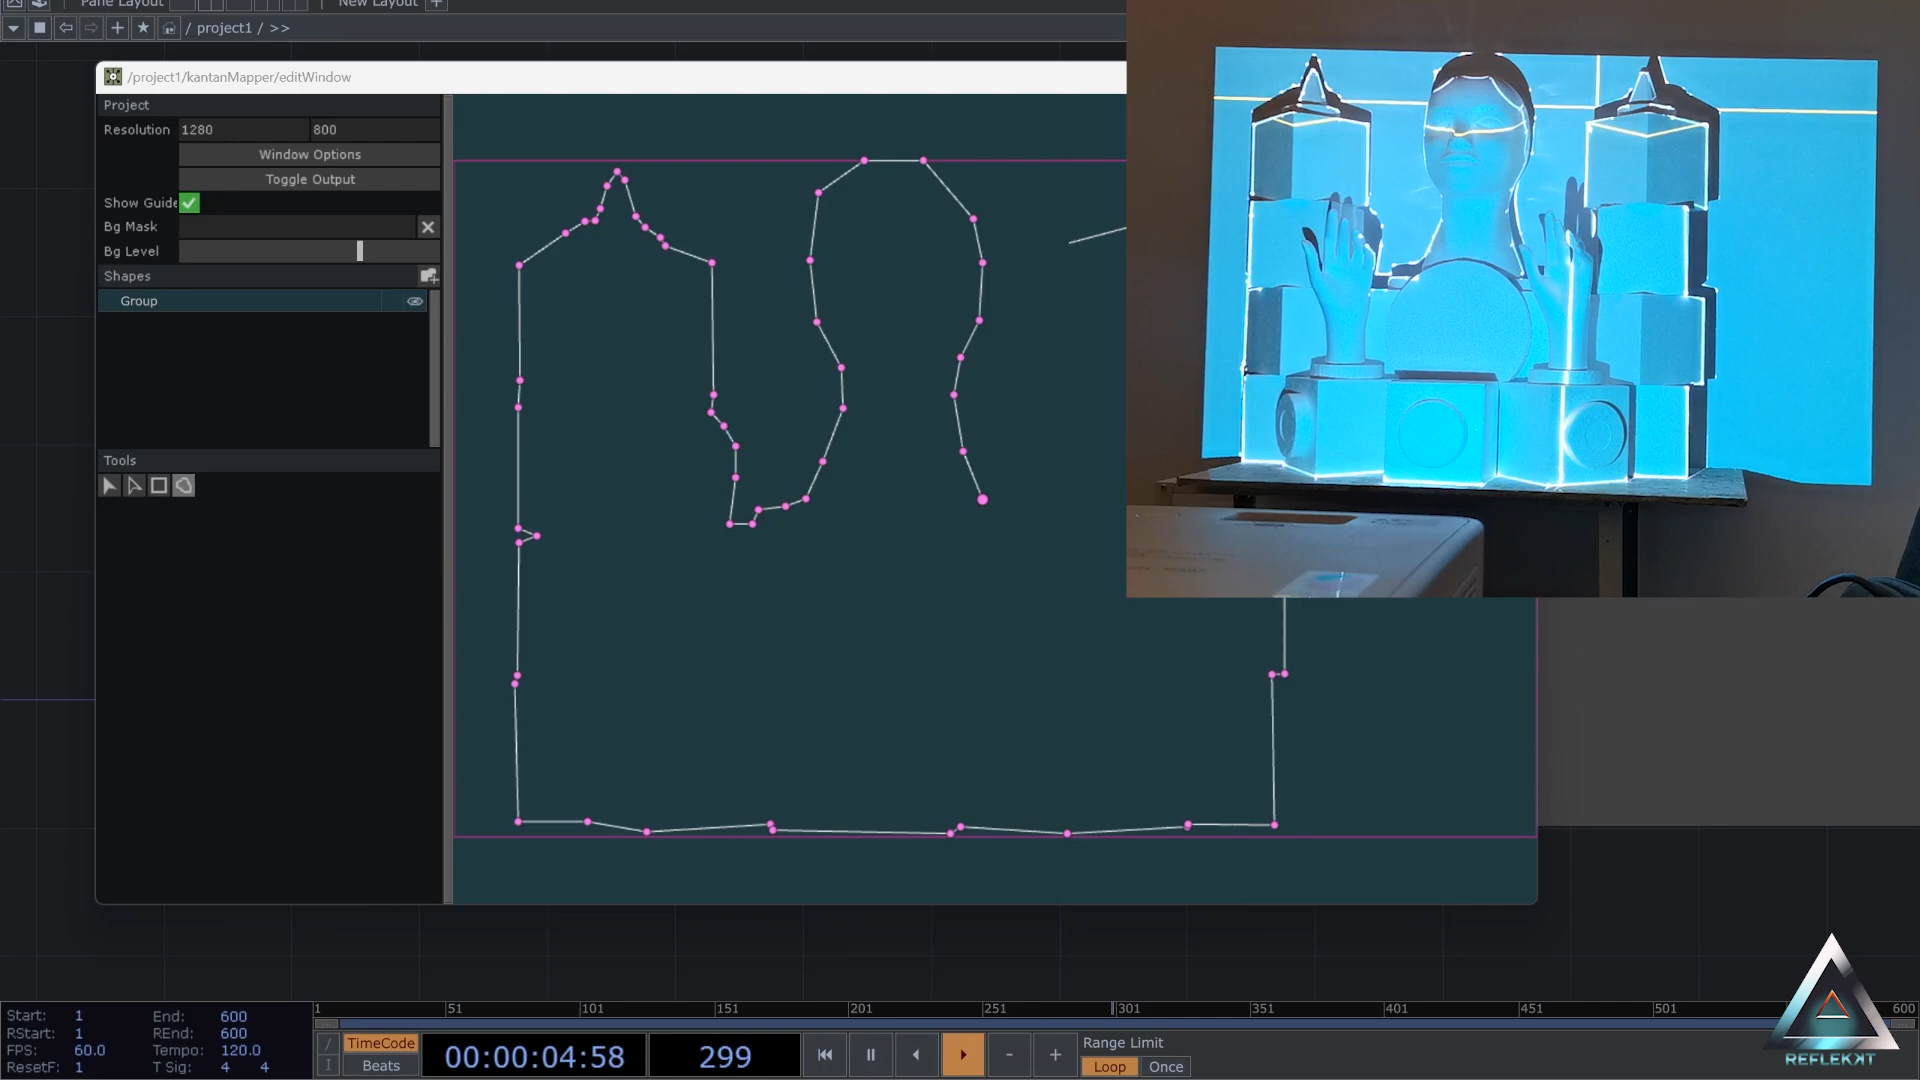 Pane Layout
New Layout
/ project1 / >>
/project1/kantanMapper/editWindow
Project
Resolution 1280 800
Window Options
Toggle Output
Show Guide
Bg Mask
Bg Level
Shapes
Group
Tools
1 51 101 151 201 251 301 351 401 451 501 600
Start: 1 End: 600
RStart: 1 REnd: 600
FPS: 60.0 Tempo: 120.0
ResetF: 1 T Sig: 4 4
TimeCode
Beats
00:00:04:58
299
Range Limit
Loop Once
REFLEKKT